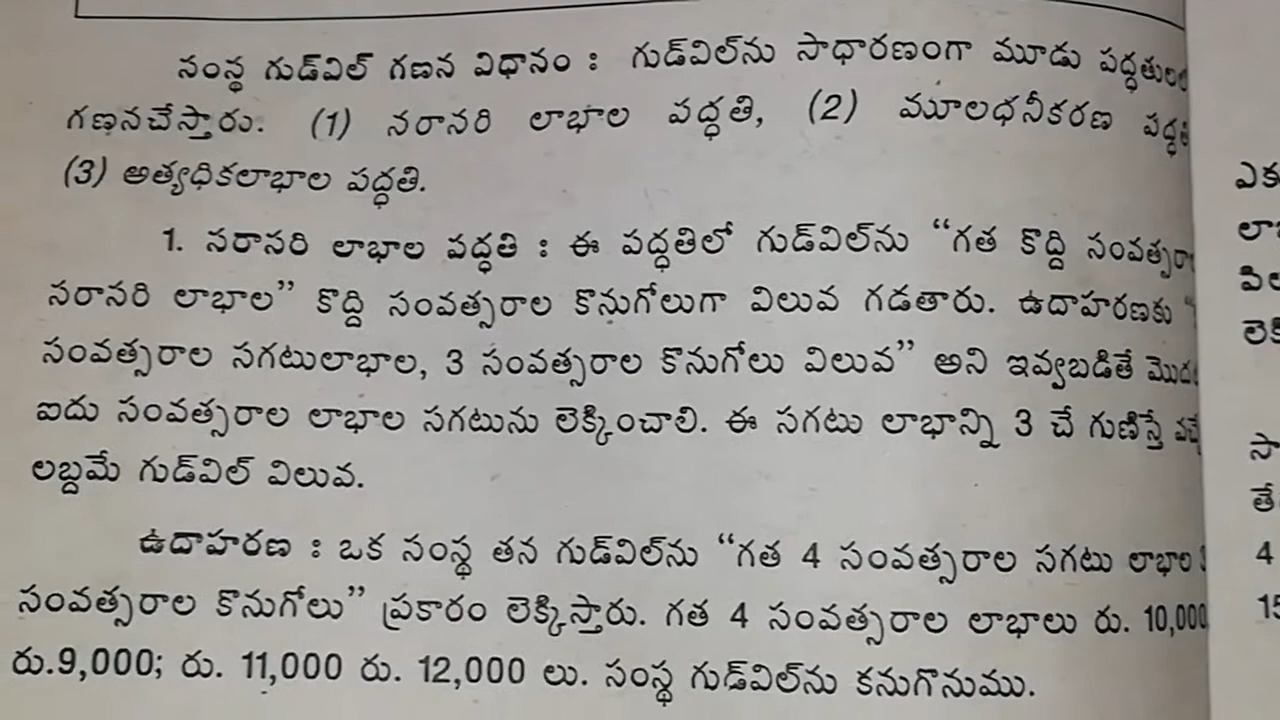 సంస్థ గుడ్‌విల్ గణన విధానం : గుడ్‌విల్‌ను సాధారణంగా మూడు
గణనచేస్తారు. (1) సరాసరి లాభాల పద్ధతి, (2) మూలధనీకరణ
(3) అత్యధికలాభాల పద్ధతి.
1. సరాసరి లాభాల పద్ధతి : ఈ పద్ధతిలో గుడ్‌విల్‌ను “గత కొద్ది
సరాసరి లాభాల” కొద్ది సంవత్సరాల కొనుగోలుగా విలువ గడతారు. ఉదాహరణకు
సంవత్సరాల సగటులాభాల, 3 సంవత్సరాల కొనుగోలు విలువ” అని ఇవ్వబడితే
ఐదు సంవత్సరాల లాభాల సగటును లెక్కించాలి. ఈ సగటు లాభాన్ని 3 చే గుణిస్తే
లబ్దమే గుడ్‌విల్ విలువ.
ఉదాహరణ : ఒక సంస్థ తన గుడ్‌విల్‌ను “గత 4 సంవత్సరాల సగటు లాభాల
సంవత్సరాల కొనుగోలు” ప్రకారం లెక్కిస్తారు. గత 4 సంవత్సరాల లాభాలు రు. 10,000
రు.9,000; రు. 11,000 రు. 12,000 లు. సంస్థ గుడ్‌విల్‌ను కనుగొనుము.